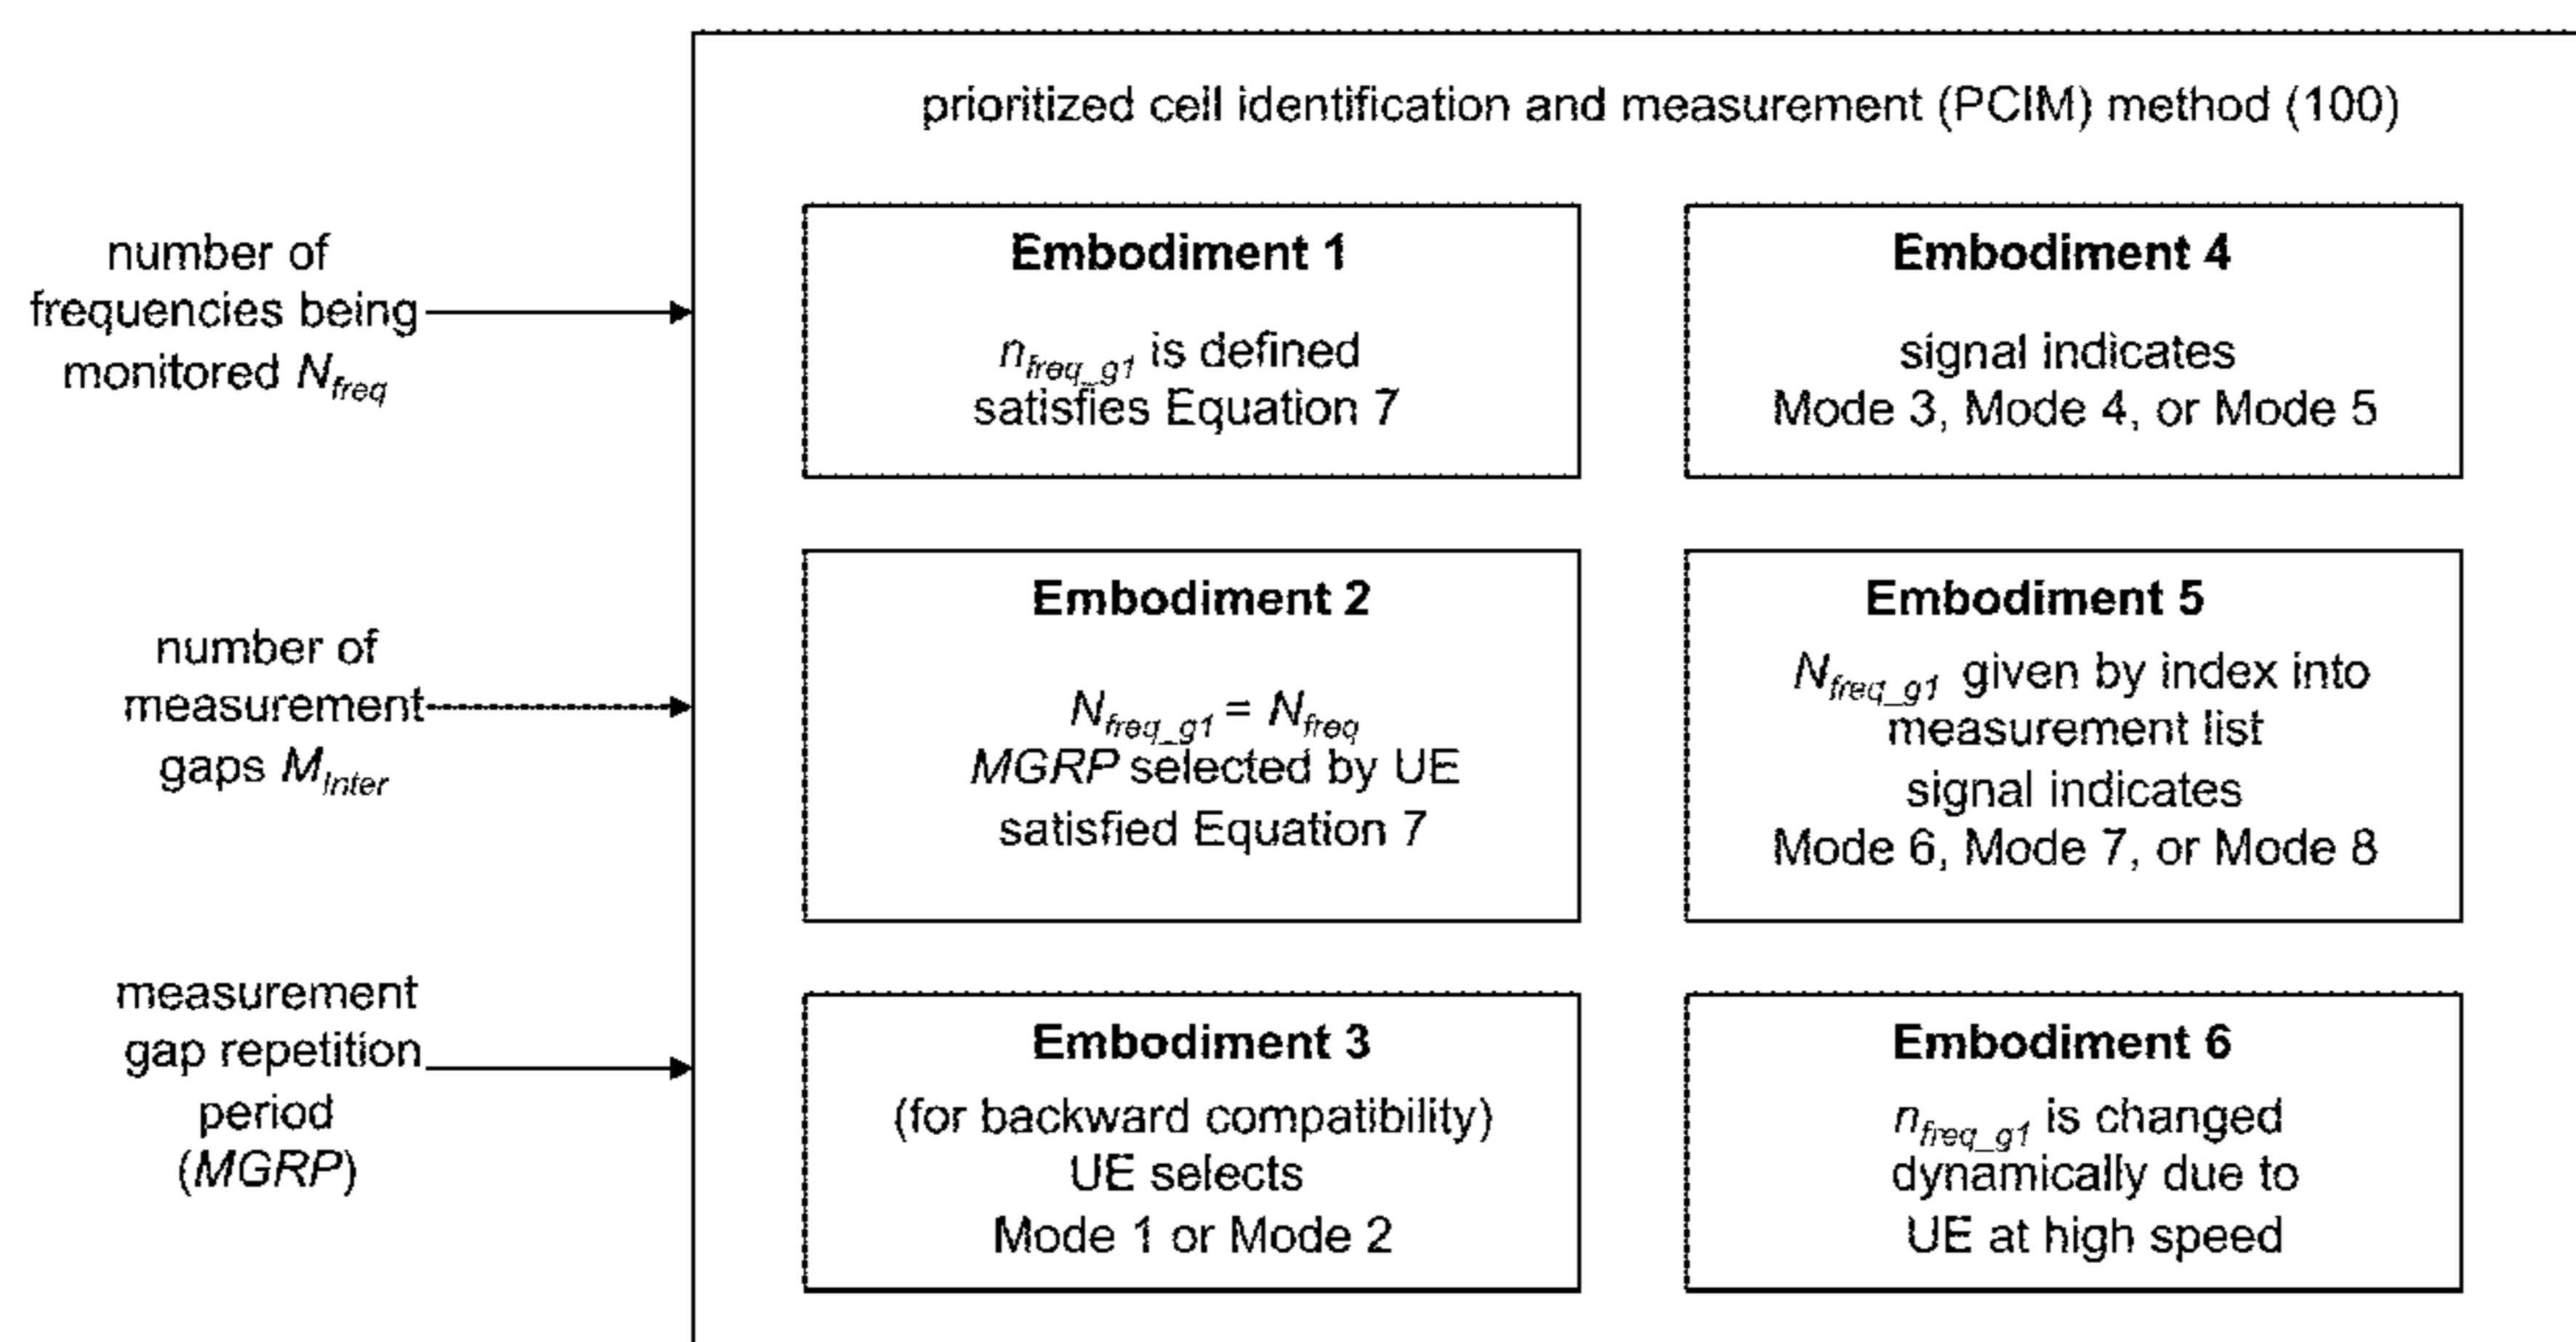 prioritized cell identification and measurement (PCIM) method (100)
number of
frequencies being
monitored N_freq
number of
measurement
gaps M_Inter
measurement
gap repetition
period
(MGRP)
Embodiment 1
n_freq_g1 is defined
satisfies Equation 7
Embodiment 4
signal indicates
Mode 3, Mode 4, or Mode 5
Embodiment 2
N_freq_g1 = N_freq
MGRP selected by UE
satisfied Equation 7
Embodiment 5
N_freq_g1 given by index into
measurement list
signal indicates
Mode 6, Mode 7, or Mode 8
Embodiment 3
(for backward compatibility)
UE selects
Mode 1 or Mode 2
Embodiment 6
n_freq_g1 is changed
dynamically due to
UE at high speed